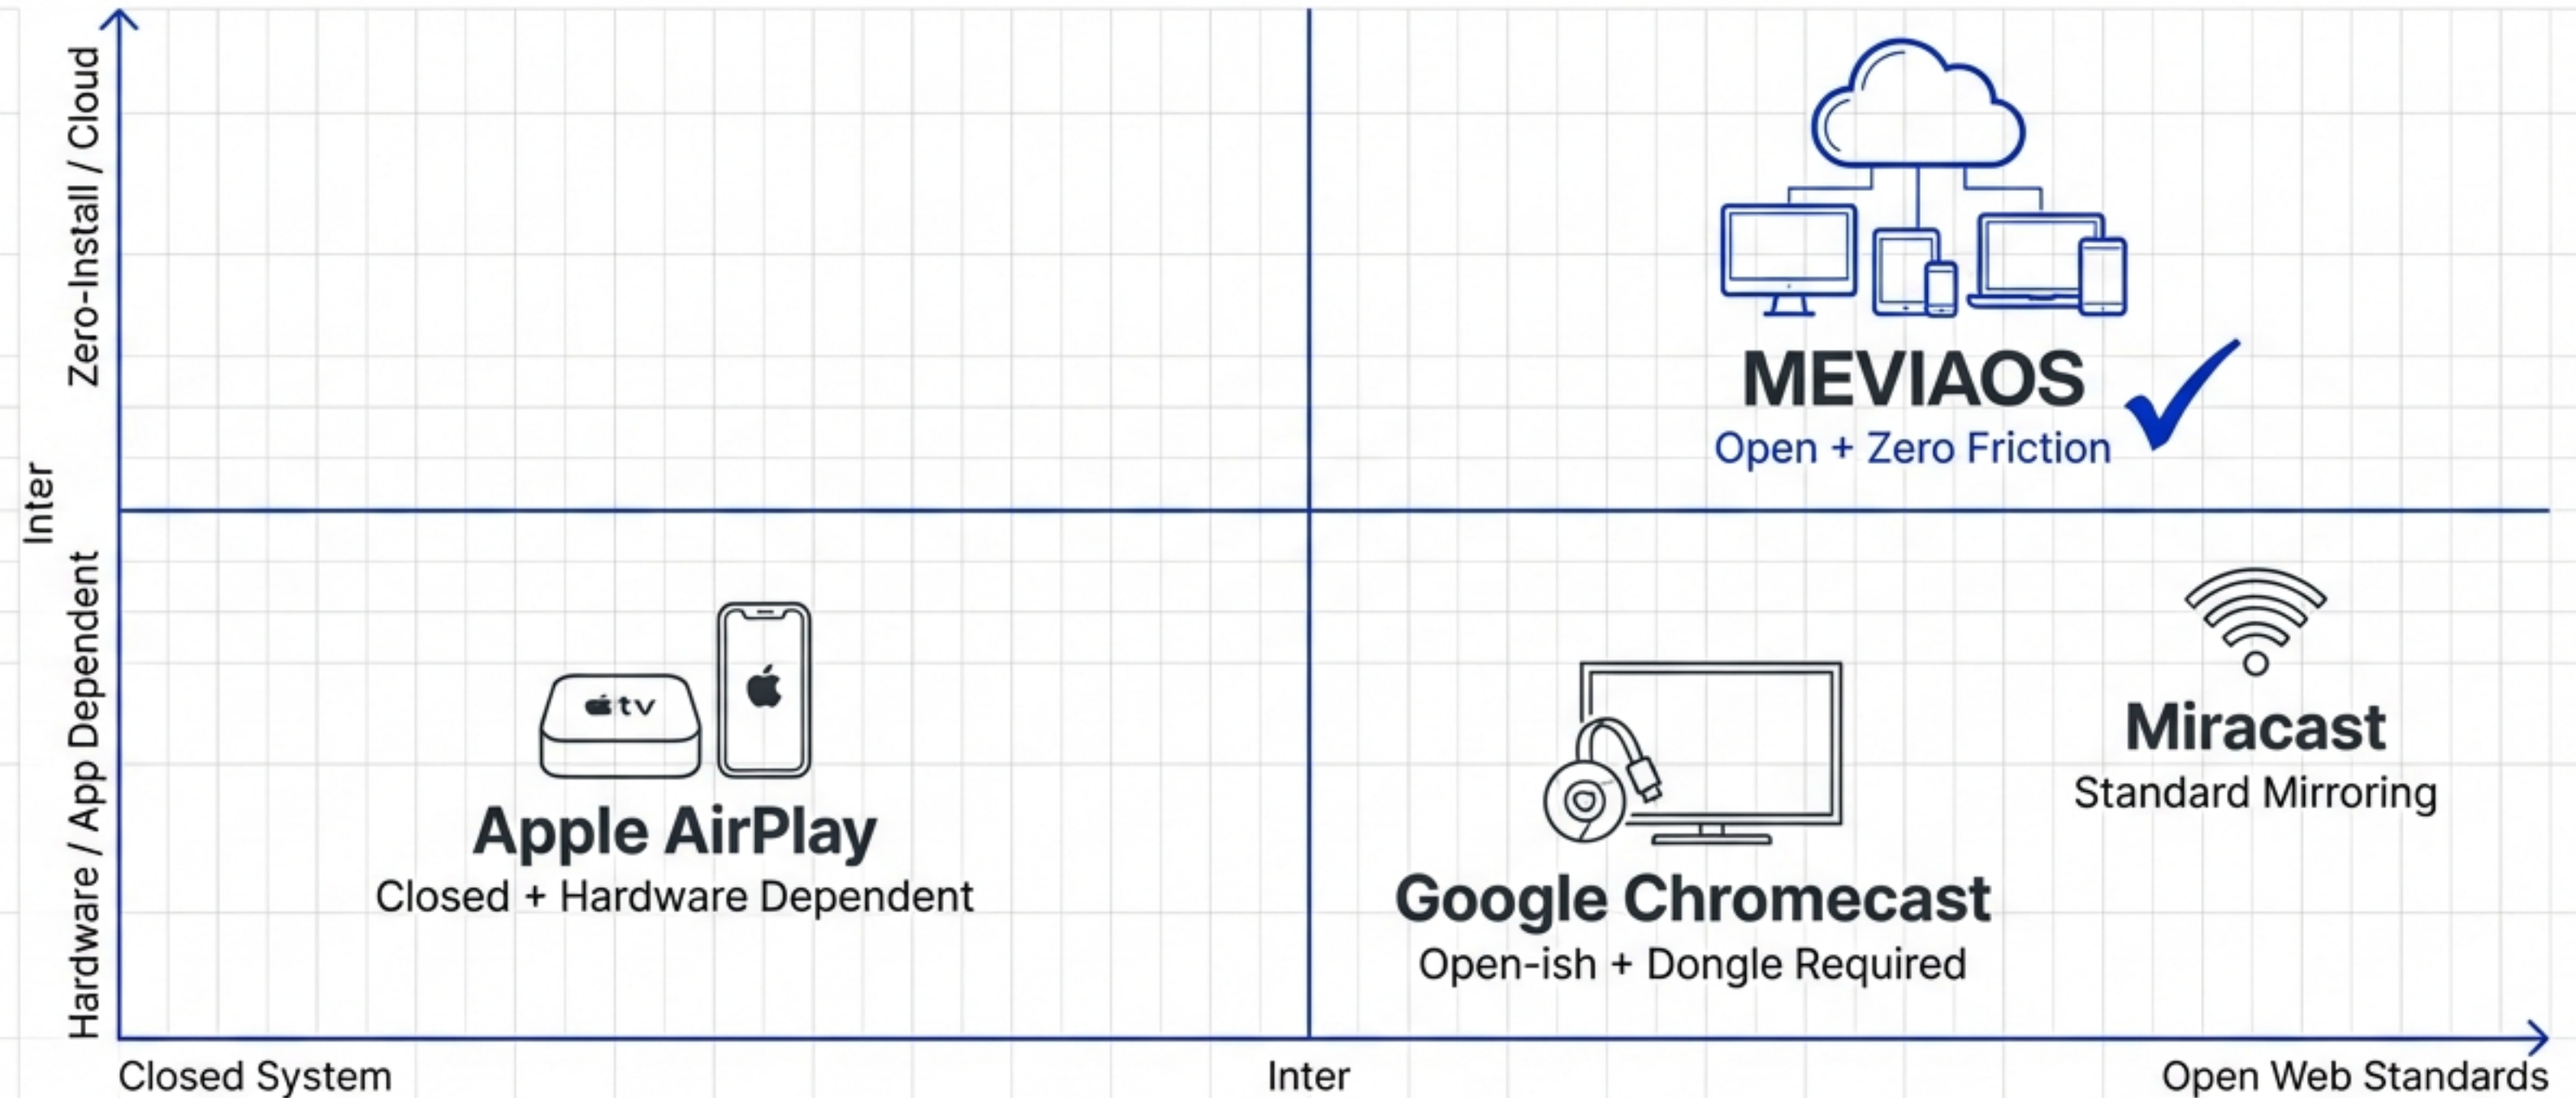 Zero-Install / Cloud
MEVIAOS
Open + Zero Friction
Inter
Hardware / App Dependent
tv
Apple AirPlay
Closed + Hardware Dependent
Google Chromecast
Open-ish + Dongle Required
Miracast
Standard Mirroring
Closed System
Inter
Open Web Standards